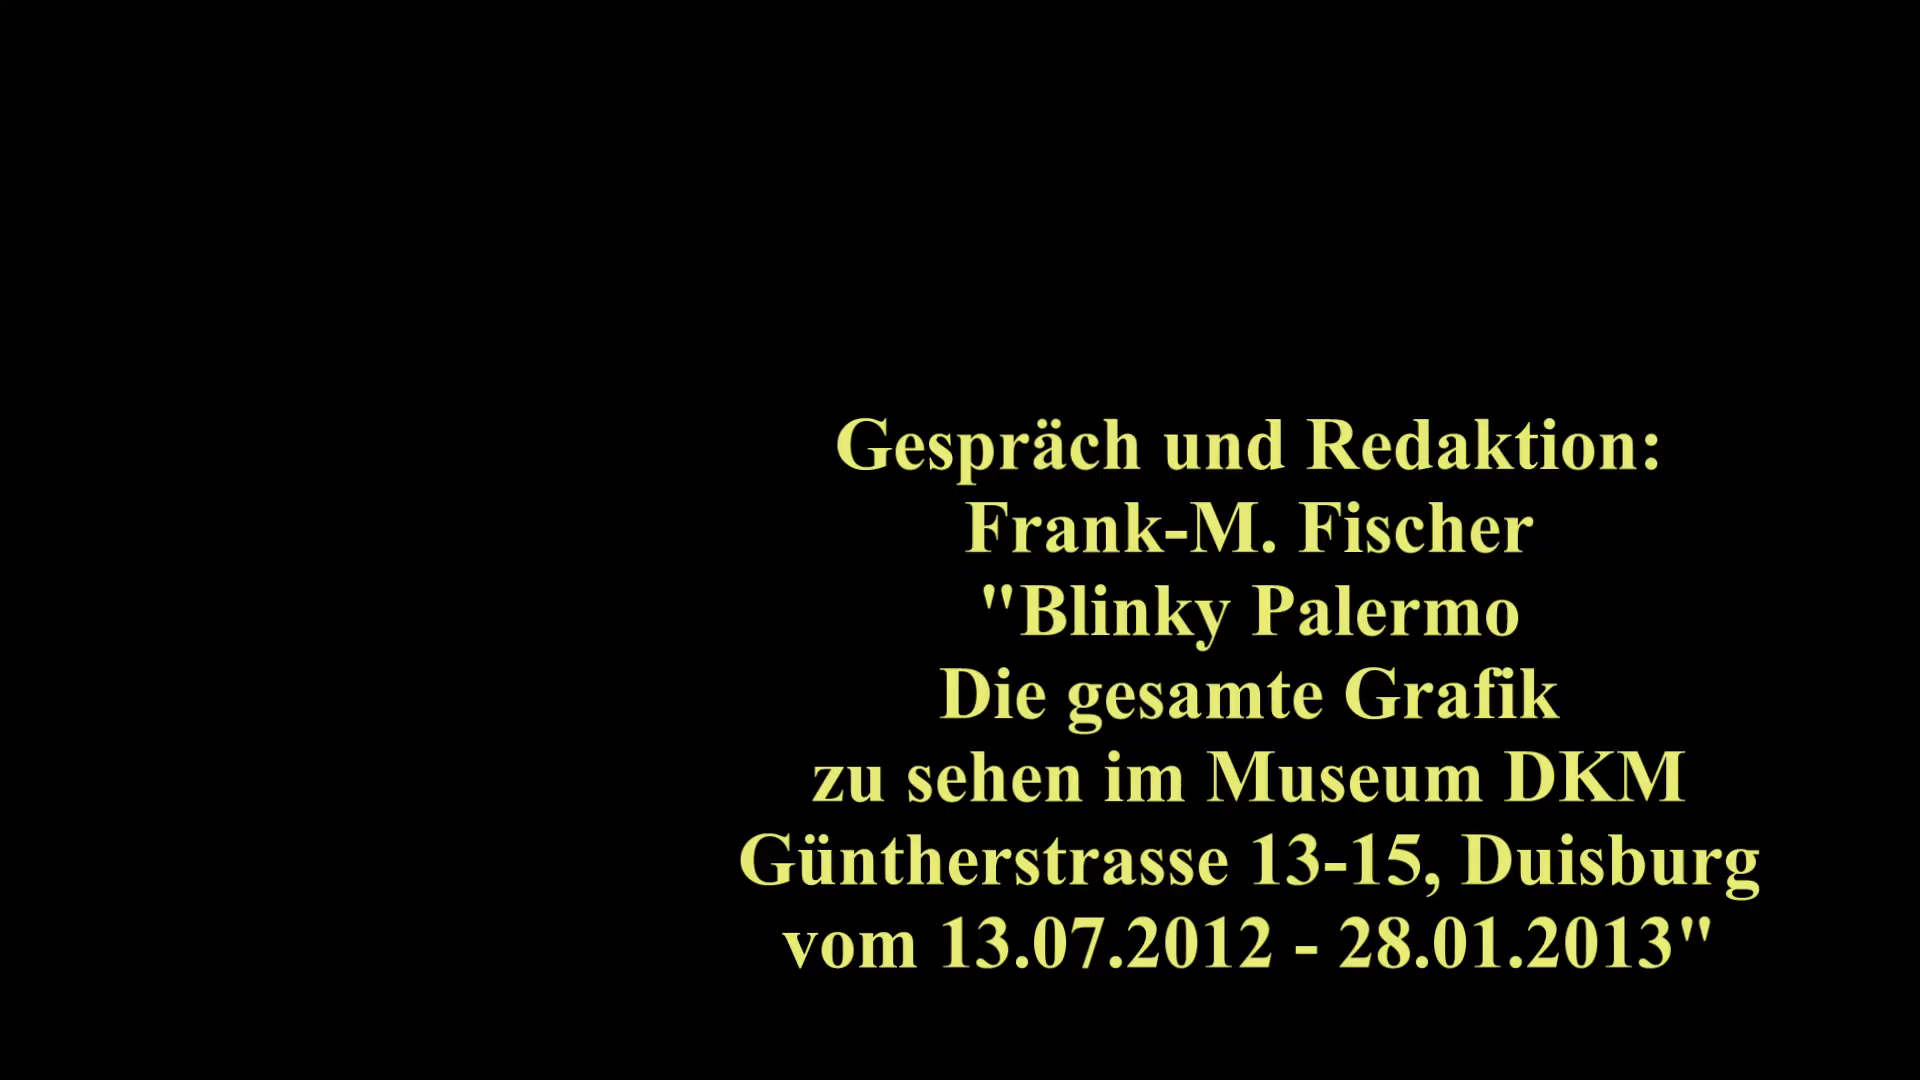 Gespräch und Redaktion:
Frank-M. Fischer
"Blinky Palermo
Die gesamte Grafik
zu sehen im Museum DKM
Güntherstrasse 13-15, Duisburg
vom 13.07.2012 - 28.01.2013"